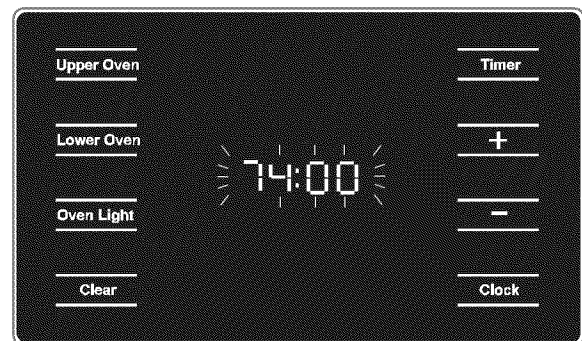 Upper Oven
Timer
Lower Oven
+
74:00
Oven Light
-
Clear
Clock